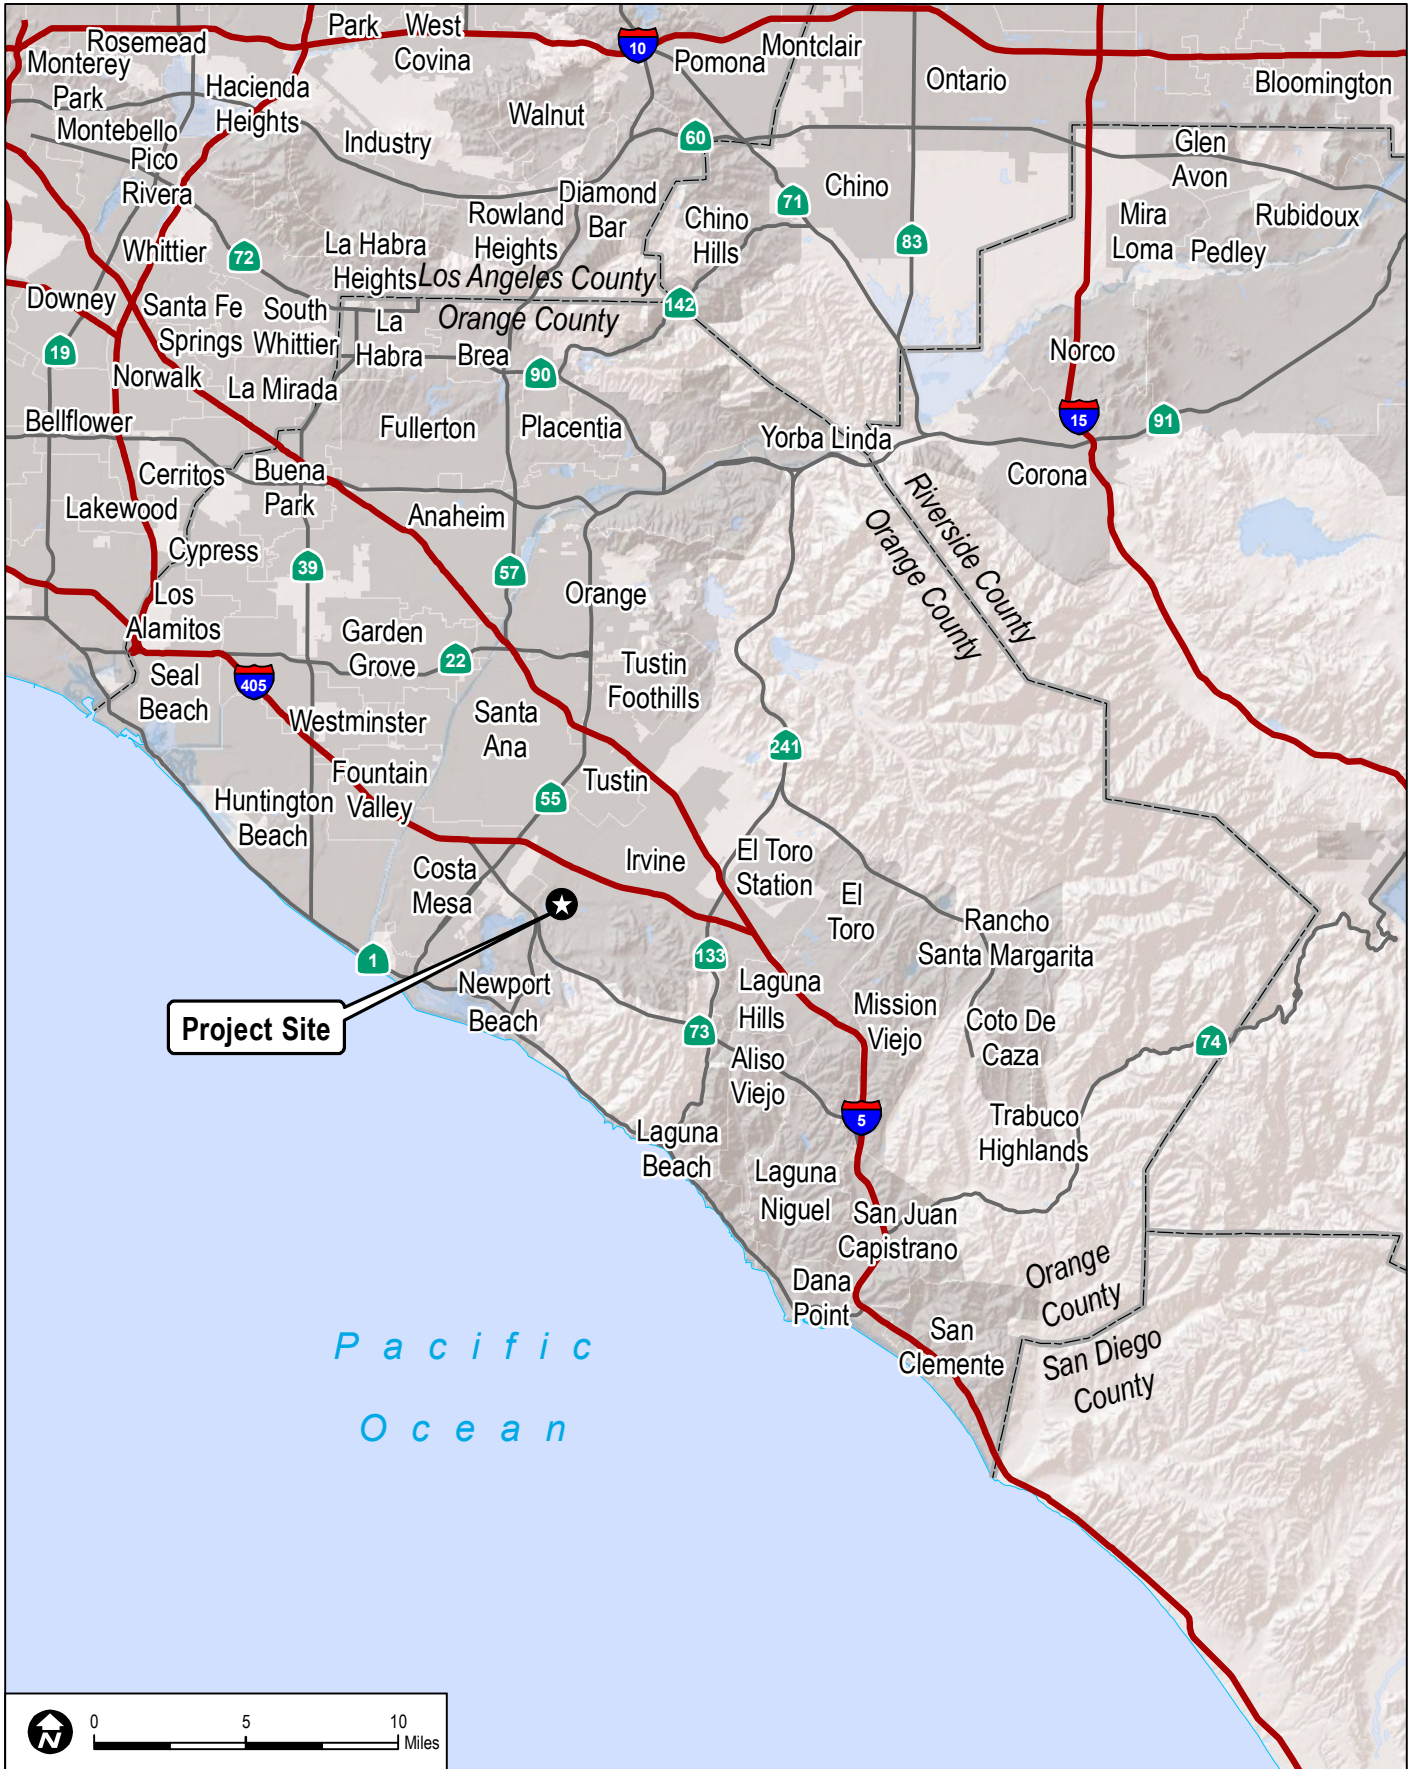 Park
West
Covina
Rosemead
Monterey
Park
10
Pomona
Montclair
Ontario
Bloomington
Hacienda
Heights
Walnut
Montebello
Industry
60
Glen
Avon
Pico
Rivera
Diamond
Bar
71
Chino
Rowland
Heights
Chino
Hills
83
Mira
Loma
Pedley
Rubidoux
Whittier
72
La Habra
Heights
Los Angeles County
Orange County
142
Downey
Santa Fe
Springs
South
Whittier
La
Habra
Brea
19
90
Norco
Norwalk
La Mirada
15
91
Bellflower
Fullerton
Placentia
Yorba Linda
Corona
Cerritos
Buena
Park
Lakewood
Anaheim
Riverside County
Orange County
Cypress
39
57
Los
Alamitos
Orange
Garden
Grove
22
Tustin
Foothills
Seal
Beach
405
Westminster
Santa
Ana
241
Fountain
Valley
Tustin
55
Huntington
Beach
Costa
Mesa
Irvine
El Toro
Station
El
Toro
Rancho
Santa Margarita
1
133
Newport
Beach
Laguna
Hills
Mission
Viejo
Coto De
Caza
Project Site
73
74
Aliso
Viejo
5
Trabuco
Highlands
Laguna
Beach
Laguna
Niguel
San Juan
Capistrano
Dana
Point
Orange
County
San
Clemente
San Diego
County
Pacific
Ocean
N
0 5 10
Miles